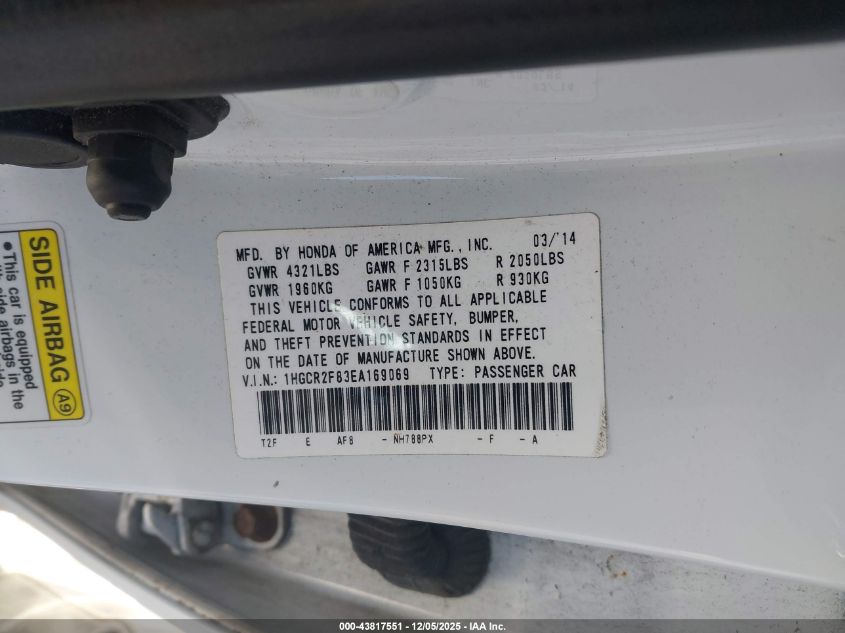 MFD. BY HONDA OF AMERICA MFG., INC. 03/'14
GVWR 4321LBS GAWR F 2315LBS R 2050LBS
GVWR 1960KG GAWR F 1050KG R 930KG
THIS VEHICLE CONFORMS TO ALL APPLICABLE
FEDERAL MOTOR VEHICLE SAFETY, BUMPER,
AND THEFT PREVENTION STANDARDS IN EFFECT
ON THE DATE OF MANUFACTURE SHOWN ABOVE.
V.I.N.: 1HGCR2F83EA169069 TYPE: PASSENGER CAR
T2F E AF8 - NH788PX - F - A
SIDE AIRBAG A9
• This car is equipped
with side airbags in the
000-43817551 - 12/05/2025 - IAA Inc.